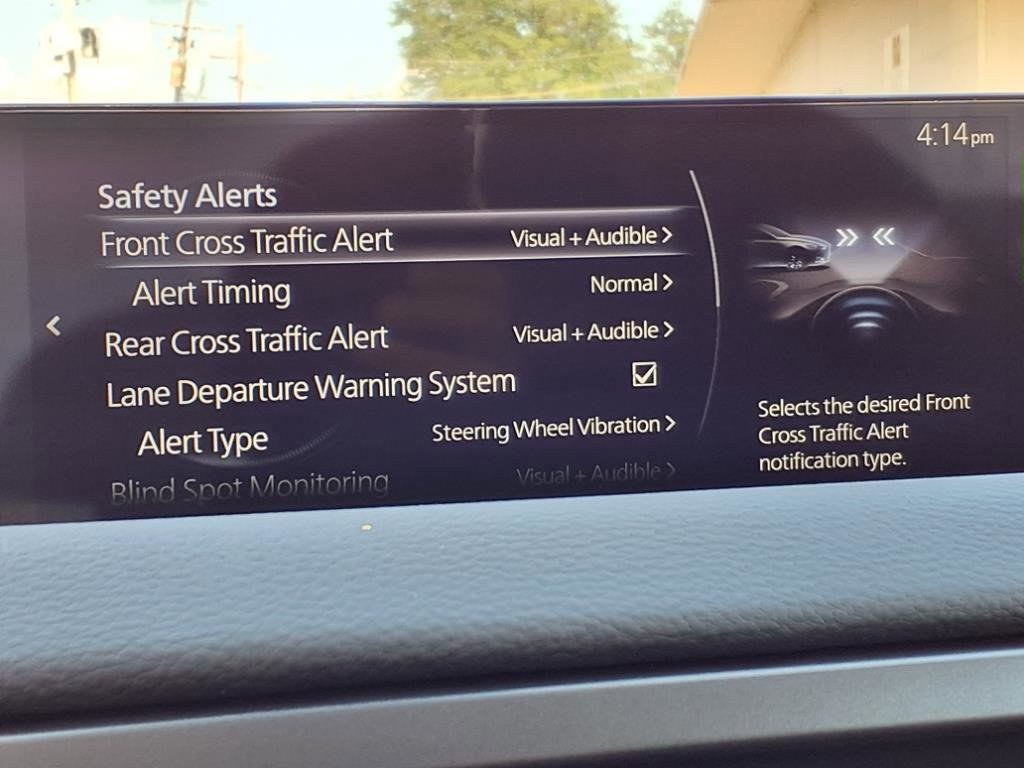 4:14pm
Safety Alerts
Front Cross Traffic Alert Visual + Audible >
Alert Timing Normal >
Rear Cross Traffic Alert Visual + Audible >
Lane Departure Warning System
Alert Type Steering Wheel Vibration >
Blind Spot Monitoring Visual + Audible >
Selects the desired Front
Cross Traffic Alert
notification type.